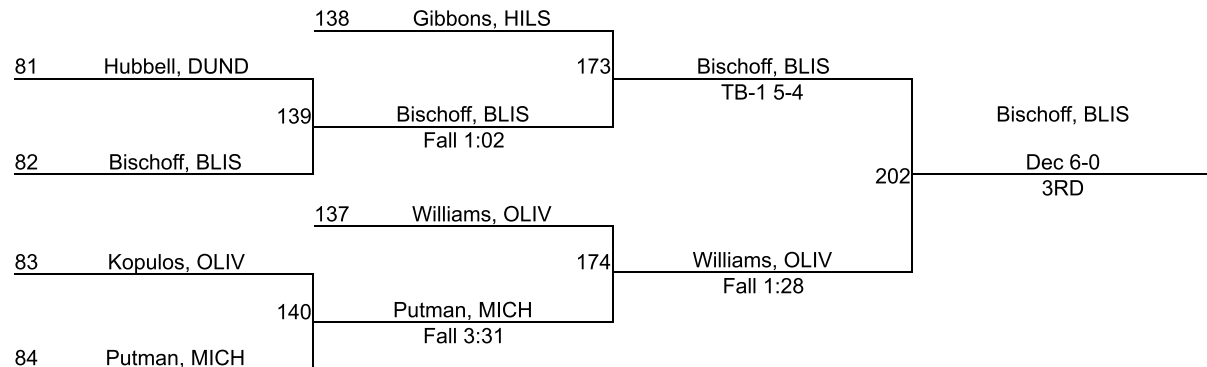 138 Gibbons, HILS
81 Hubbell, DUND
173 Bischoff, BLIS
TB-1 5-4
139 Bischoff, BLIS
Fall 1:02
Bischoff, BLIS
82 Bischoff, BLIS
Dec 6-0
202
3RD
137 Williams, OLIV
83 Kopulos, OLIV
174 Williams, OLIV
Fall 1:28
140 Putman, MICH
Fall 3:31
84 Putman, MICH